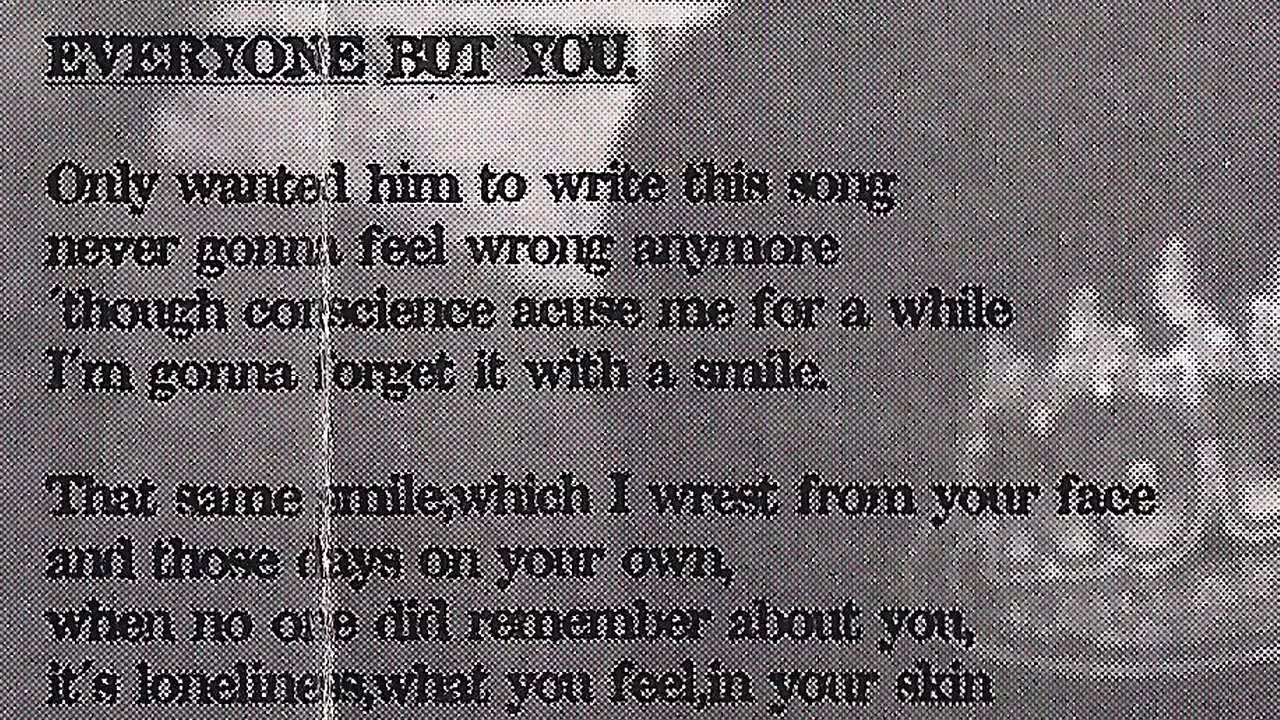 EVERYONE BUT YOU.
Only wanted him to write this song
never gonna feel wrong anymore
'though conscience acuse me for a while
I'm gonna forget it with a smile.
That same smile,which I wrest from your face
and those days on your own,
when no one did remember about you,
it's loneliness,what you feel,in your skin